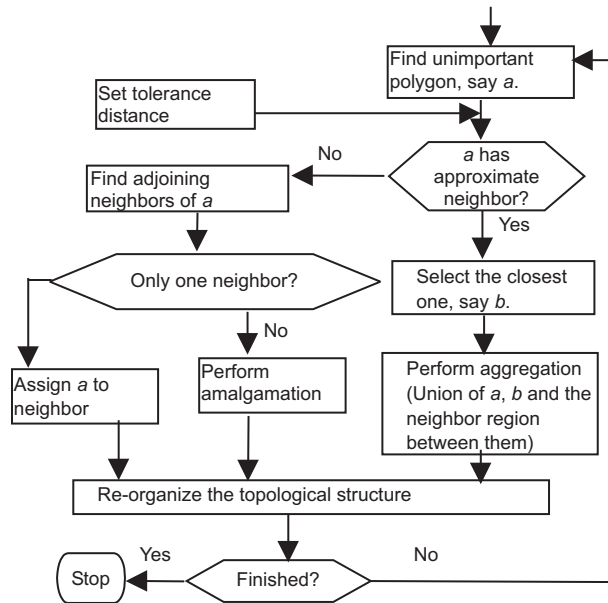 Find unimportant
polygon, say a.
Set tolerance
distance
No
a has
approximate
neighbor?
Find adjoining
neighbors of a
Yes
Only one neighbor?
Select the closest
one, say b.
No
Assign a to
neighbor
Perform
amalgamation
Perform aggregation
(Union of a, b and the
neighbor region
between them)
Re-organize the topological structure
Yes
No
Stop
Finished?